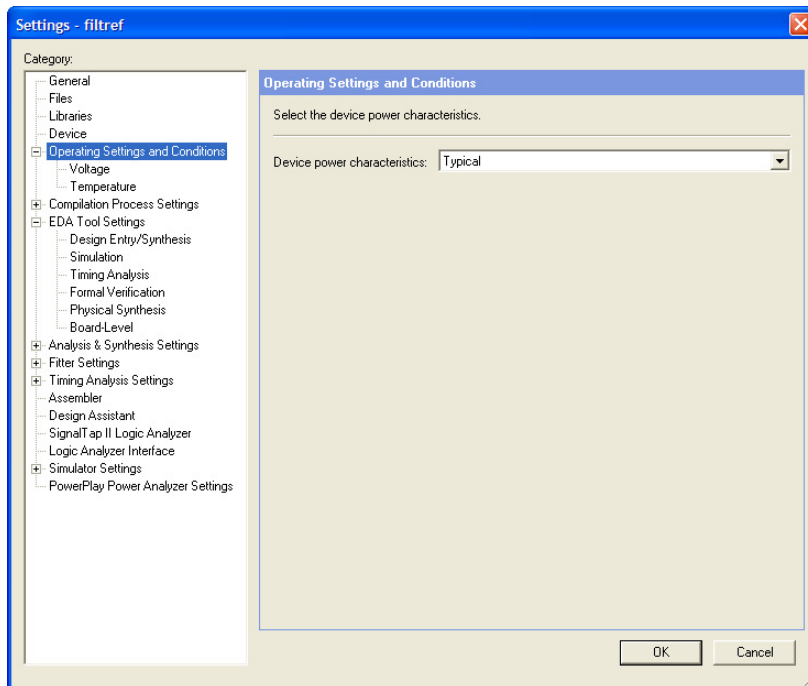 Settings - filtref
Category:
General
Files
Libraries
Device
Operating Settings and Conditions
Voltage
Temperature
Compilation Process Settings
EDA Tool Settings
Design Entry/Synthesis
Simulation
Timing Analysis
Formal Verification
Physical Synthesis
Board-Level
Analysis & Synthesis Settings
Fitter Settings
Timing Analysis Settings
Assembler
Design Assistant
SignalTap II Logic Analyzer
Logic Analyzer Interface
Simulator Settings
PowerPlay Power Analyzer Settings
Operating Settings and Conditions
Select the device power characteristics.
Device power characteristics: Typical
OK Cancel